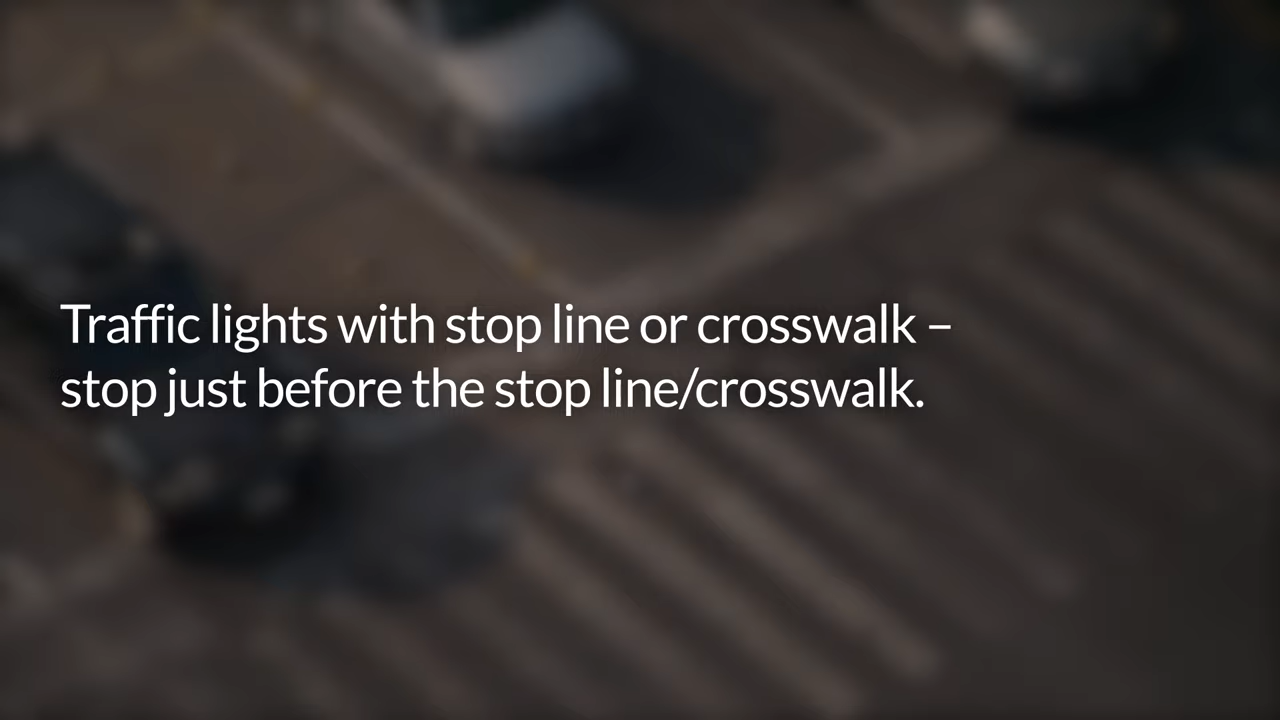 Traffic lights with stop line or crosswalk –
stop just before the stop line/crosswalk.